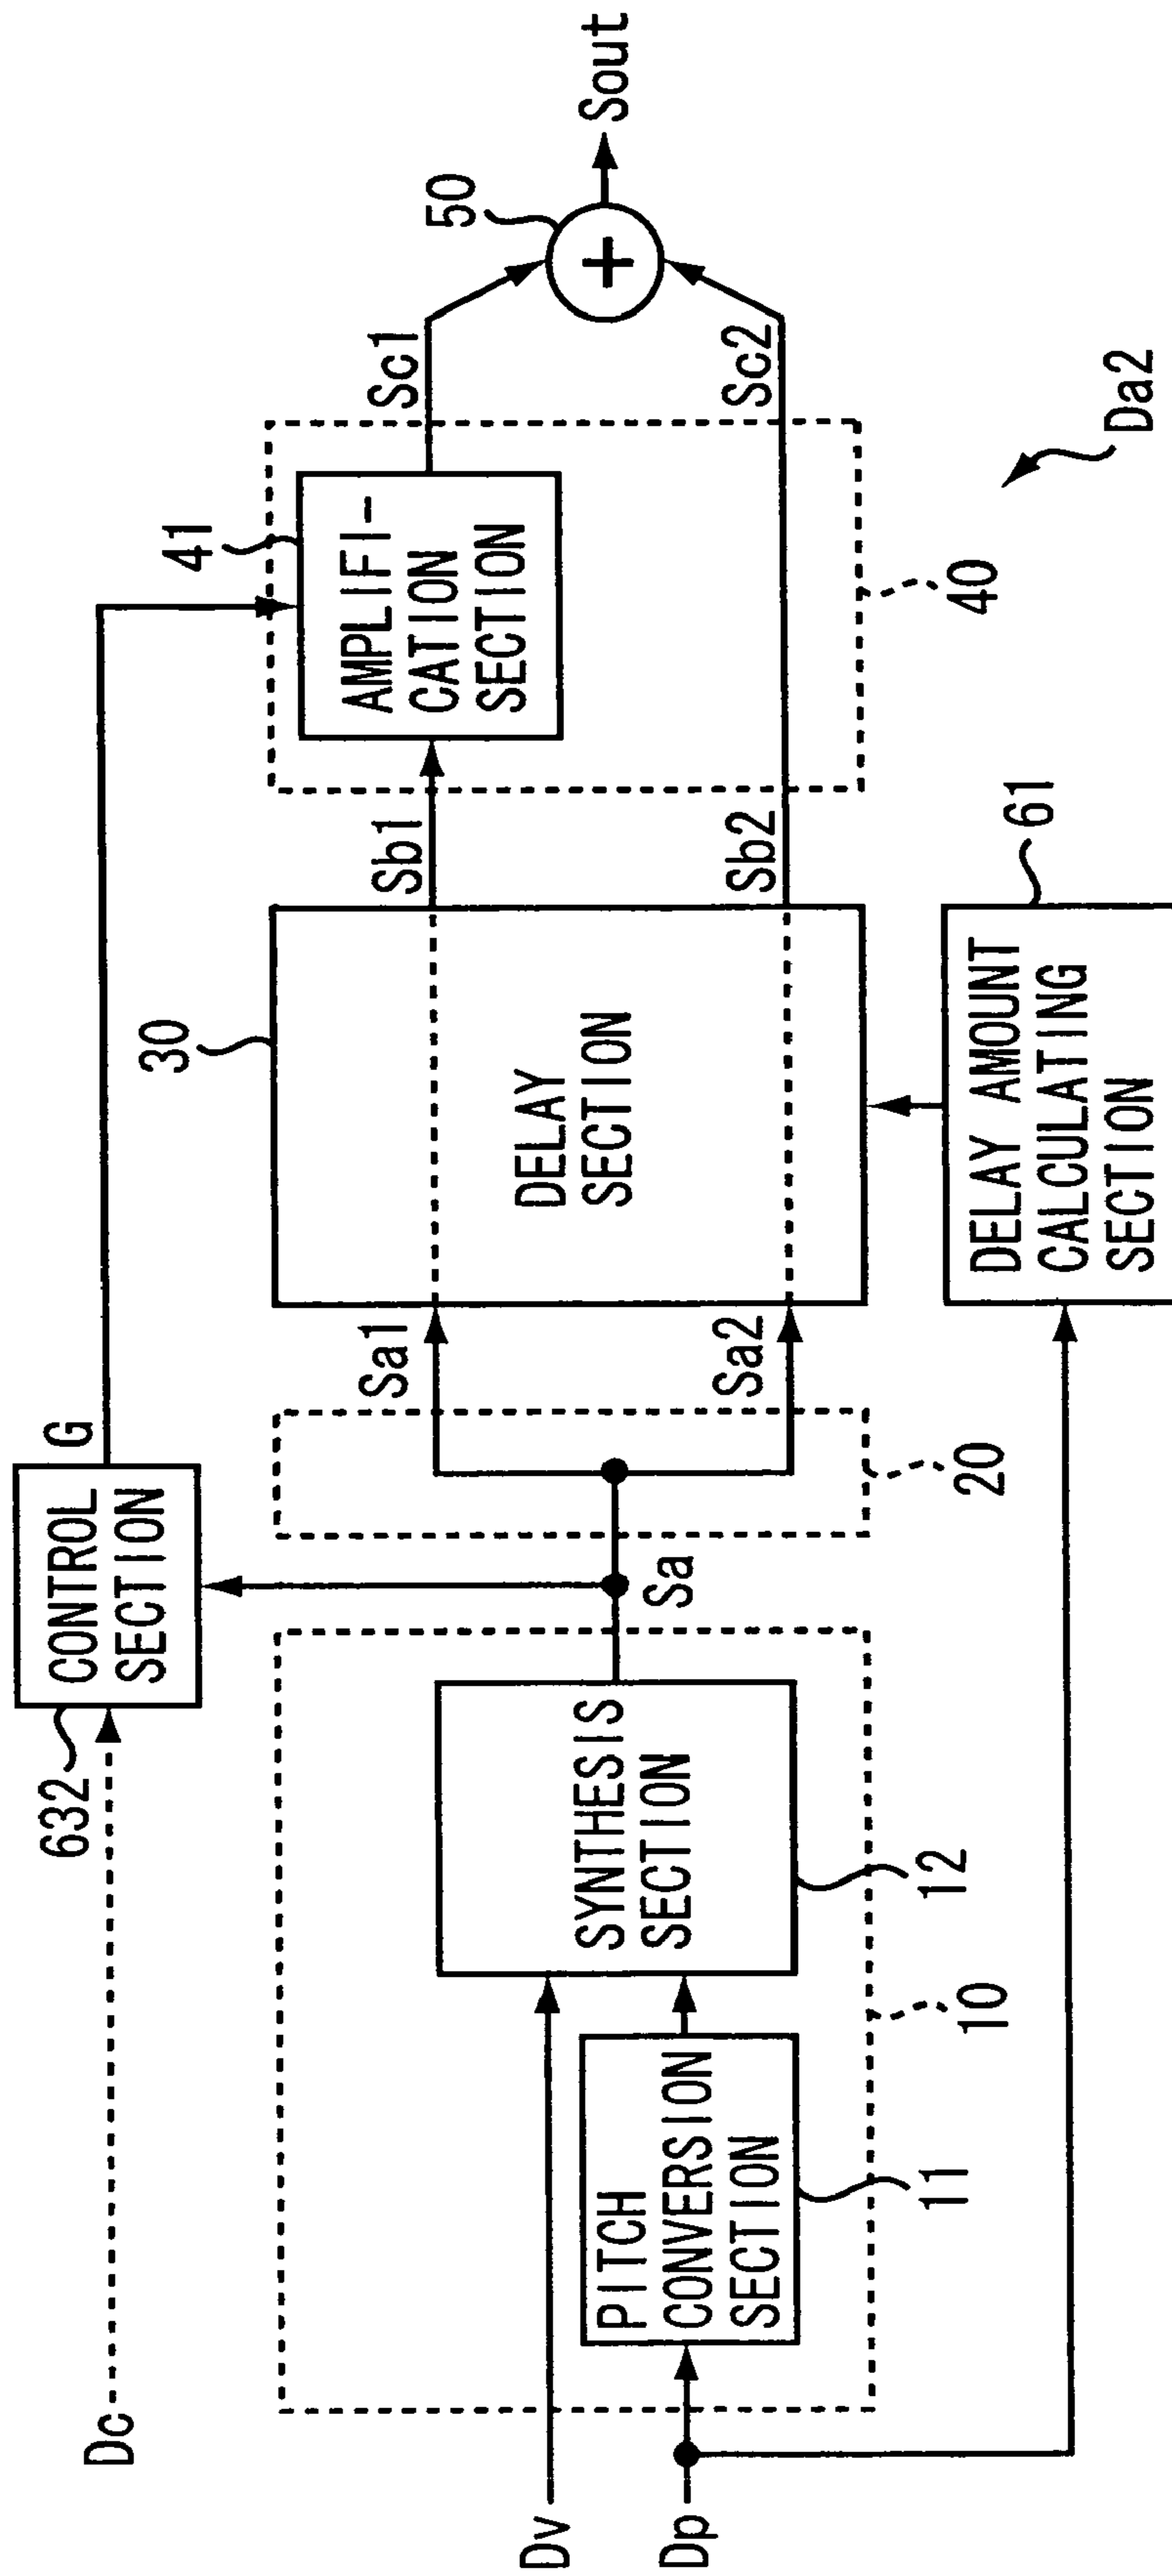 Dc
632
CONTROL
SECTION
G
Dv
Dp
PITCH
CONVERSION
SECTION
11
SYNTHESIS
SECTION
12
10
Sa
20
Sa1
Sa2
30
DELAY
SECTION
DELAY AMOUNT
CALCULATING
SECTION
61
Sb1
Sb2
41
AMPLIFI-
CATION
SECTION
40
Sc1
Sc2
50
+
Sout
Da2